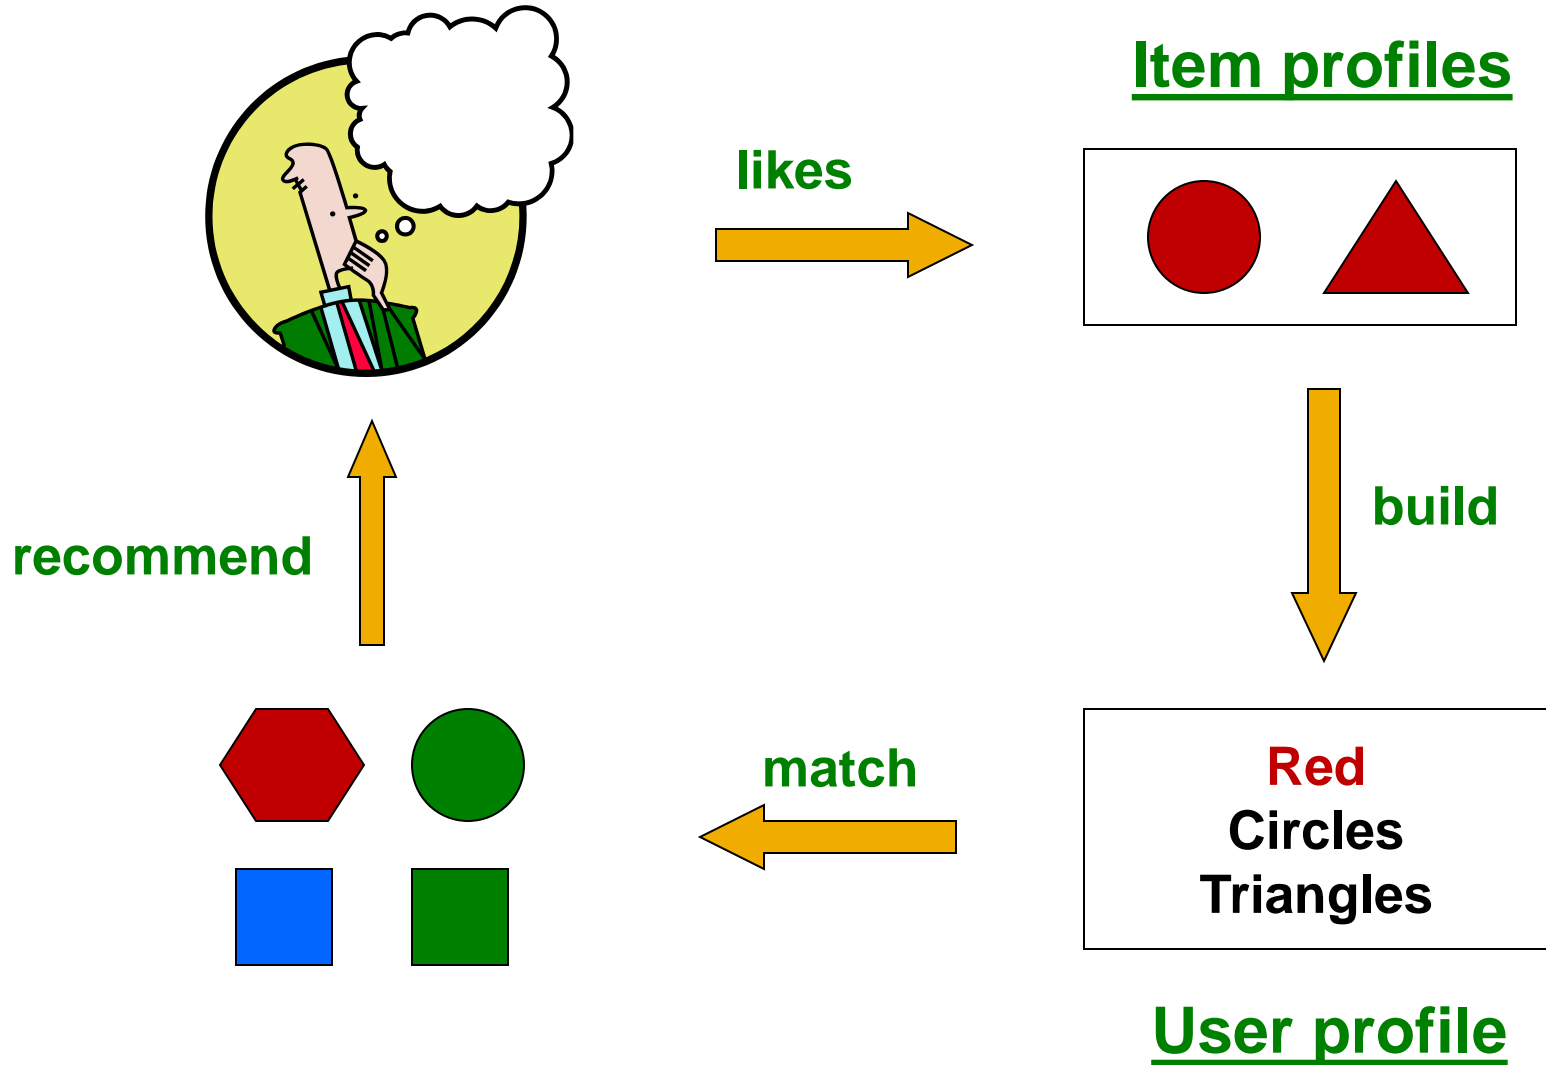 Item profiles
likes
build
recommend
match
Red
Circles
Triangles
User profile